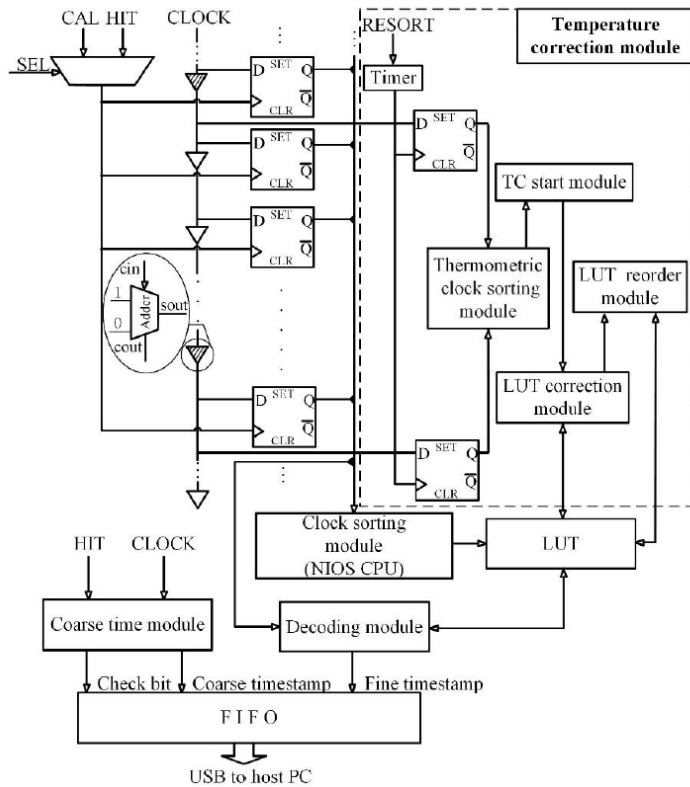 CAL HIT
CLOCK
RESORT
Temperature
correction module
SEL
D SET Q
Q
CLR
Timer
D SET Q
Q
CLR
D SET Q
Q
CLR
TC start module
D SET Q
Q
CLR
cin
1
Adder
sout
0
cout
Thermometric
clock sorting
module
LUT reorder
module
LUT correction
module
D SET Q
Q
CLR
D SET Q
Q
CLR
Clock sorting
module
(NIOS CPU)
LUT
HIT CLOCK
Coarse time module
Decoding module
Check bit
Coarse timestamp
Fine timestamp
F I F O
USB to host PC